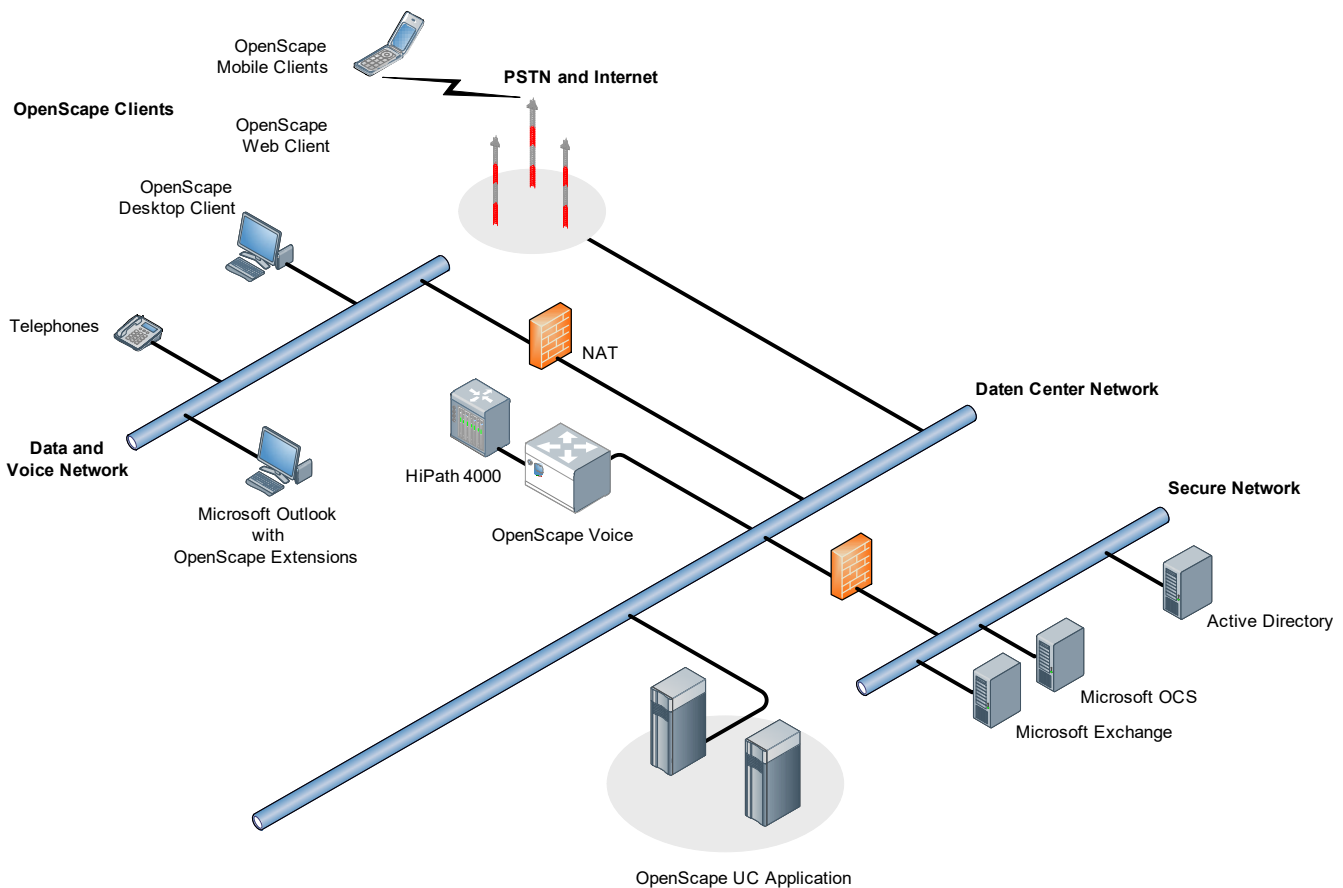 OpenScape
Mobile Clients
PSTN and Internet
OpenScape Clients
OpenScape
Web Client
OpenScape
Desktop Client
Telephones
NAT
Daten Center Network
Data and
Voice Network
HiPath 4000
Secure Network
Microsoft Outlook
with
OpenScape Extensions
OpenScape Voice
Active Directory
Microsoft OCS
Microsoft Exchange
OpenScape UC Application